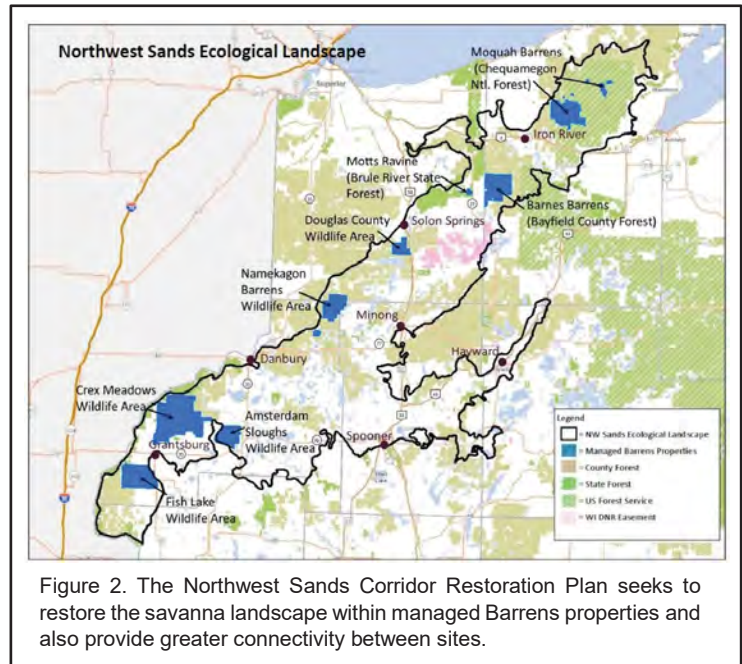 Northwest Sands Ecological Landscape
Moquah Barrens
(Chequamegon
Ntl. Forest)
Superior
Iron River
Motts Ravine
(Brule River State
Forest)
Barnes Barrens
(Bayfield County Forest)
Douglas County
Wildlife Area
Solon Springs
Namekagon
Barrens
Wildlife Area
Minong
Danbury
Hayward
Crex Meadows
Wildlife Area
Amsterdam
Sloughs
Wildlife Area
Spooner
Grantsburg
Fish Lake
Wildlife Area
Legend
= NW Sands Ecological Landscape
= Managed Barrens Properties
= County Forest
= State Forest
= US Forest Service
= WI DNR Easement
Figure 2. The Northwest Sands Corridor Restoration Plan seeks to
restore the savanna landscape within managed Barrens properties and
also provide greater connectivity between sites.